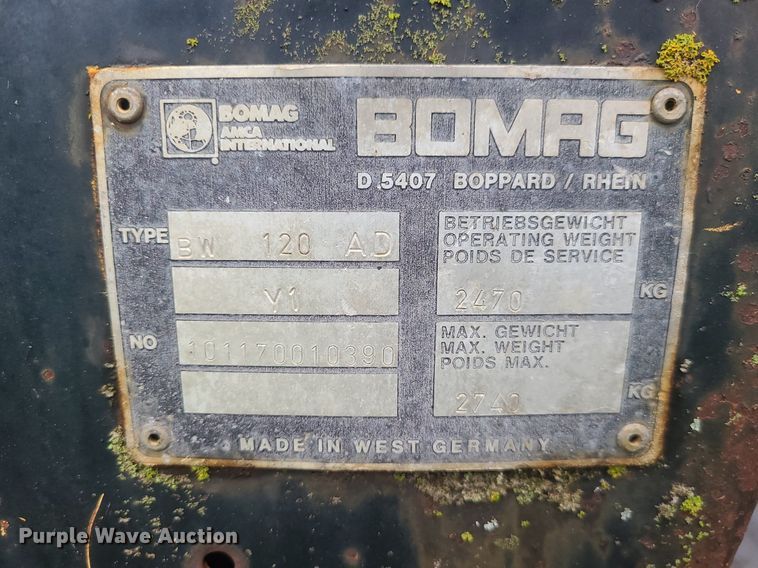 BOMAG
AMCA
INTERNATIONAL
BOMAG
D.5407 BOPPARD / RHEIN
TYPE BW 120 AD
Y1
NO 101170010390
BETRIEBSGEWICHT
OPERATING WEIGHT
POIDS DE SERVICE
2470 KG
MAX. GEWICHT
MAX. WEIGHT
POIDS MAX.
2740 KG
MADE IN WEST GERMANY
Purple Wave Auction